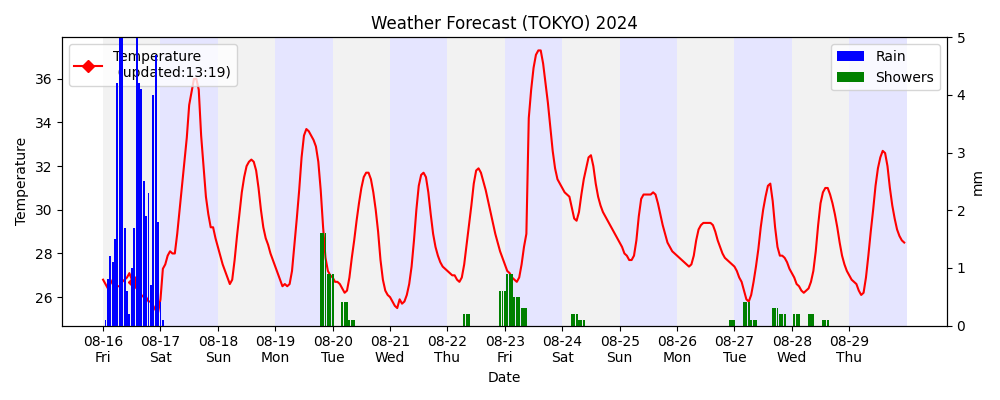 Weather Forecast (TOKYO) 2024
Temperature
(updated:13:19)
Rain
Showers
Temperature
36
34
32
30
28
26
5
4
3
2
1
0
mm
08-16 08-17 08-18 08-19 08-20 08-21 08-22 08-23 08-24 08-25 08-26 08-27 08-28 08-29
Fri Sat Sun Mon Tue Wed Thu Fri Sat Sun Mon Tue Wed Thu
Date